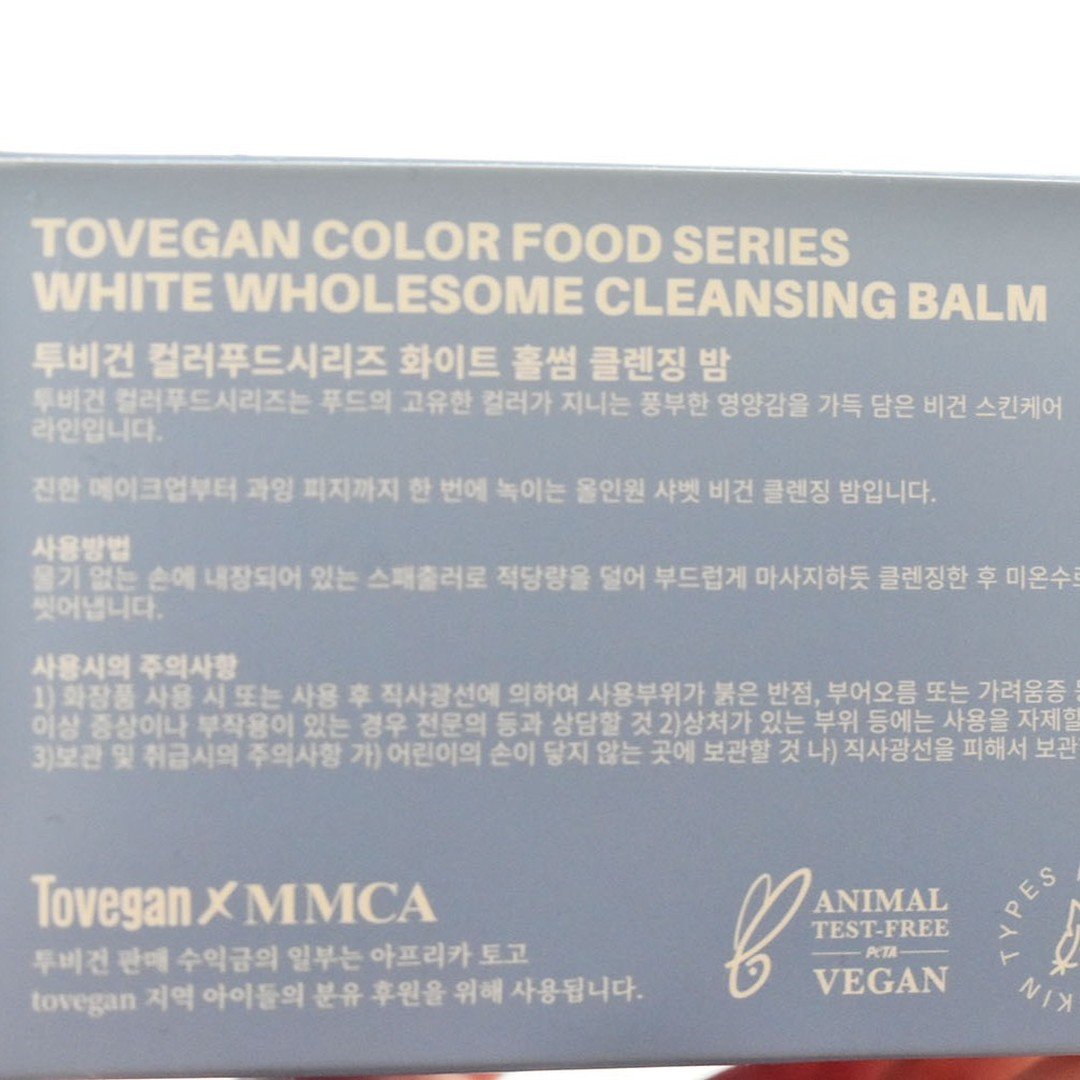 TOVEGAN COLOR FOOD SERIES
WHITE WHOLESOME CLEANSING BALM
투비건 컬러푸드시리즈 화이트 홀썸 클렌징 밤
투비건 컬러푸드시리즈는 푸드의 고유한 컬러가 지니는 풍부한 영양감을 가득 담은 비건 스킨케어
라인입니다.
진한 메이크업부터 과잉 피지까지 한 번에 녹이는 올인원 샤벳 비건 클렌징 밤입니다.
사용방법
물기 없는 손에 내장되어 있는 스패츌러로 적당량을 덜어 부드럽게 마사지하듯 클렌징한 후 미온수로
씻어냅니다.
사용시의 주의사항
1) 화장품 사용 시 또는 사용 후 직사광선에 의하여 사용부위가 붉은 반점, 부어오름 또는 가려움증
이상 증상이나 부작용이 있는 경우 전문의 등과 상담할 것 2)상처가 있는 부위 등에는 사용을 자제할
3)보관 및 취급시의 주의사항 가) 어린이의 손이 닿지 않는 곳에 보관할 것 나) 직사광선을 피해서 보관
Tovegan X MMCA
투비건 판매 수익금의 일부는 아프리카 토고
tovegan 지역 아이들의 분유 후원을 위해 사용됩니다.
ANIMAL
TEST-FREE
PETA
VEGAN
TYPES